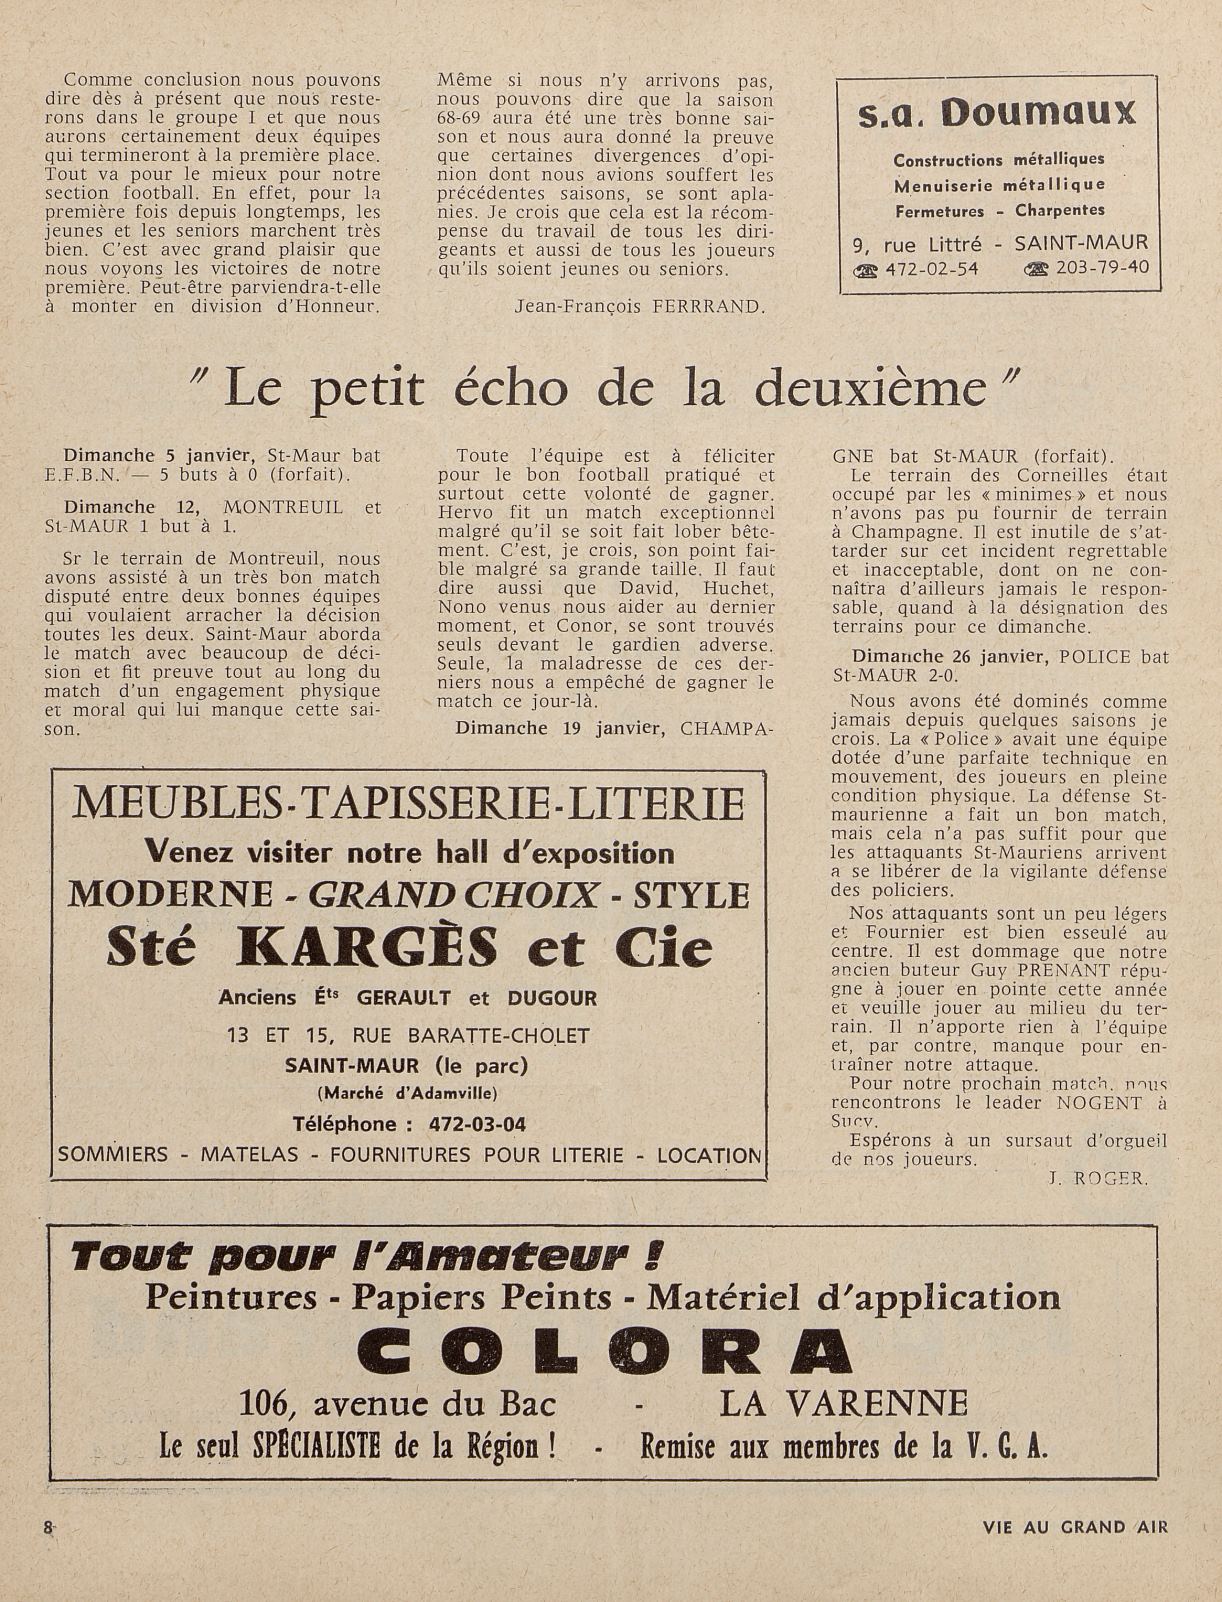 Comme conclusion nous pouvons
dire dès à présent que nous reste-
rons dans le groupe I et que nous
aurons certainement deux équipes
qui termineront à la première place.
Tout va pour le mieux pour notre
section football. En effet, pour la
première fois depuis longtemps, les
jeunes et les seniors marchent très
bien. C'est avec grand plaisir que
nous voyons les victoires de notre
première. Peut-être parviendra-t-elle
à monter en division d'Honneur.
Même si nous n'y arrivons pas,
nous pouvons dire que la saison
68-69 aura été une très bonne sai-
son et nous aura donné la preuve
que certaines divergences d'opi-
nion dont nous avions souffert les
précédentes saisons, se sont apla-
nies. Je crois que cela est la récom-
pense du travail de tous les diri-
geants et aussi de tous les joueurs
qu'ils soient jeunes ou seniors.
Jean-François FERRRAND.
s.a. Doumaux
Constructions métalliques
Menuiserie métallique
Fermetures - Charpentes
9, rue Littré - SAINT-MAUR
☎ 472-02-54 ☎ 203-79-40
" Le petit écho de la deuxième "
Dimanche 5 janvier, St-Maur bat
E.F.B.N. — 5 buts à 0 (forfait).
Dimanche 12, MONTREUIL et
St-MAUR 1 but à 1.
Sr le terrain de Montreuil, nous
avons assisté à un très bon match
disputé entre deux bonnes équipes
qui voulaient arracher la décision
toutes les deux. Saint-Maur aborda
le match avec beaucoup de déci-
sion et fit preuve tout au long du
match d'un engagement physique
et moral qui lui manque cette sai-
son.
Toute l'équipe est à féliciter
pour le bon football pratiqué et
surtout cette volonté de gagner.
Hervo fit un match exceptionnel
malgré qu'il se soit fait lober bête-
ment. C'est, je crois, son point fai-
ble malgré sa grande taille. Il faut
dire aussi que David, Huchet,
Nono venus nous aider au dernier
moment, et Conor, se sont trouvés
seuls devant le gardien adverse.
Seule, la maladresse de ces der-
niers nous a empêché de gagner le
match ce jour-là.
Dimanche 19 janvier, CHAMPA-
GNE bat St-MAUR (forfait).
Le terrain des Corneilles était
occupé par les « minimes » et nous
n'avons pas pu fournir de terrain
à Champagne. Il est inutile de s'at-
tarder sur cet incident regrettable
et inacceptable, dont on ne con-
naîtra d'ailleurs jamais le respon-
sable, quand à la désignation des
terrains pour ce dimanche.
Dimanche 26 janvier, POLICE bat
St-MAUR 2-0.
Nous avons été dominés comme
jamais depuis quelques saisons je
crois. La « Police » avait une équipe
dotée d'une parfaite technique en
mouvement, des joueurs en pleine
condition physique. La défense St-
maurienne a fait un bon match,
mais cela n'a pas suffit pour que
les attaquants St-Mauriens arrivent
a se libérer de la vigilante défense
des policiers.
Nos attaquants sont un peu légers
et Fournier est bien esseulé au
centre. Il est dommage que notre
ancien buteur Guy PRENANT répu-
gne à jouer en pointe cette année
et veuille jouer au milieu du ter-
rain. Il n'apporte rien à l'équipe
et, par contre, manque pour en-
traîner notre attaque.
Pour notre prochain match, nous
rencontrons le leader NOGENT à
Sucy.
Espérons à un sursaut d'orgueil
de nos joueurs.
J. ROGER.
MEUBLES-TAPISSERIE-LITERIE
Venez visiter notre hall d'exposition
MODERNE - GRAND CHOIX - STYLE
Sté KARGÈS et Cie
Anciens Éts GERAULT et DUGOUR
13 ET 15, RUE BARATTE-CHOLET
SAINT-MAUR (le parc)
(Marché d'Adamville)
Téléphone : 472-03-04
SOMMIERS - MATELAS - FOURNITURES POUR LITERIE - LOCATION
Tout pour l'Amateur !
Peintures - Papiers Peints - Matériel d'application
COLORA
106, avenue du Bac - LA VARENNE
Le seul SPÉCIALISTE de la Région ! - Remise aux membres de la V. G. A.
8
VIE AU GRAND AIR